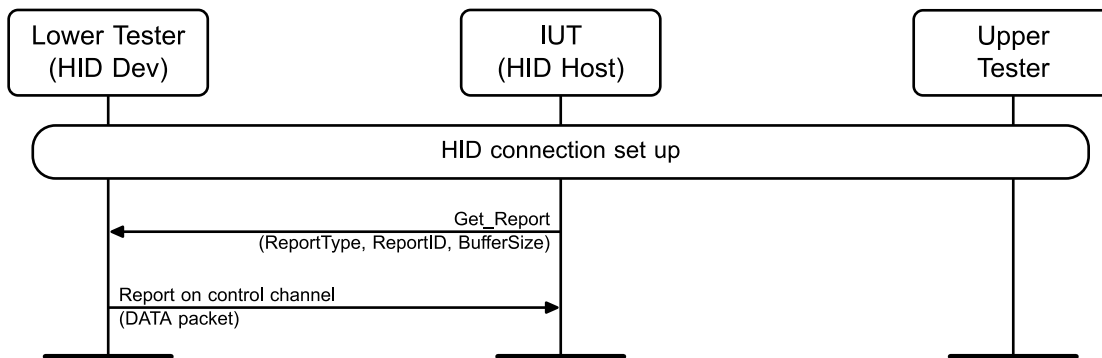 Lower Tester
(HID Dev)
IUT
(HID Host)
Upper
Tester
HID connection set up
Get_Report
(ReportType, ReportID, BufferSize)
Report on control channel
(DATA packet)